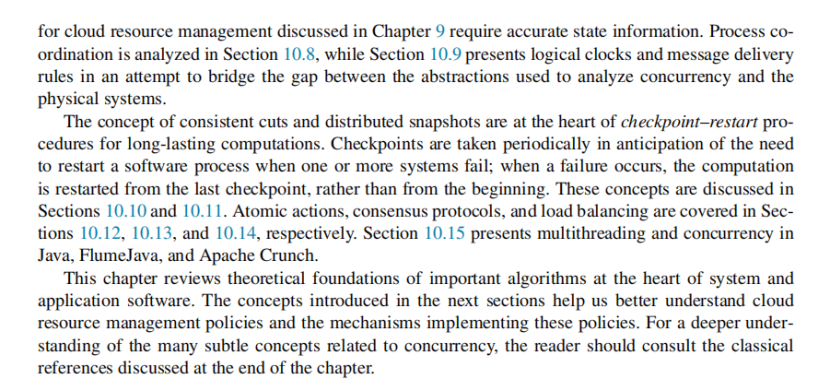 for cloud resource management discussed in Chapter 9 require accurate state information. Process co-
ordination is analyzed in Section 10.8, while Section 10.9 presents logical clocks and message delivery
rules in an attempt to bridge the gap between the abstractions used to analyze concurrency and the
physical systems.
The concept of consistent cuts and distributed snapshots are at the heart of checkpoint–restart pro-
cedures for long-lasting computations. Checkpoints are taken periodically in anticipation of the need
to restart a software process when one or more systems fail; when a failure occurs, the computation
is restarted from the last checkpoint, rather than from the beginning. These concepts are discussed in
Sections 10.10 and 10.11. Atomic actions, consensus protocols, and load balancing are covered in Sec-
tions 10.12, 10.13, and 10.14, respectively. Section 10.15 presents multithreading and concurrency in
Java, FlumeJava, and Apache Crunch.
This chapter reviews theoretical foundations of important algorithms at the heart of system and
application software. The concepts introduced in the next sections help us better understand cloud
resource management policies and the mechanisms implementing these policies. For a deeper under-
standing of the many subtle concepts related to concurrency, the reader should consult the classical
references discussed at the end of the chapter.